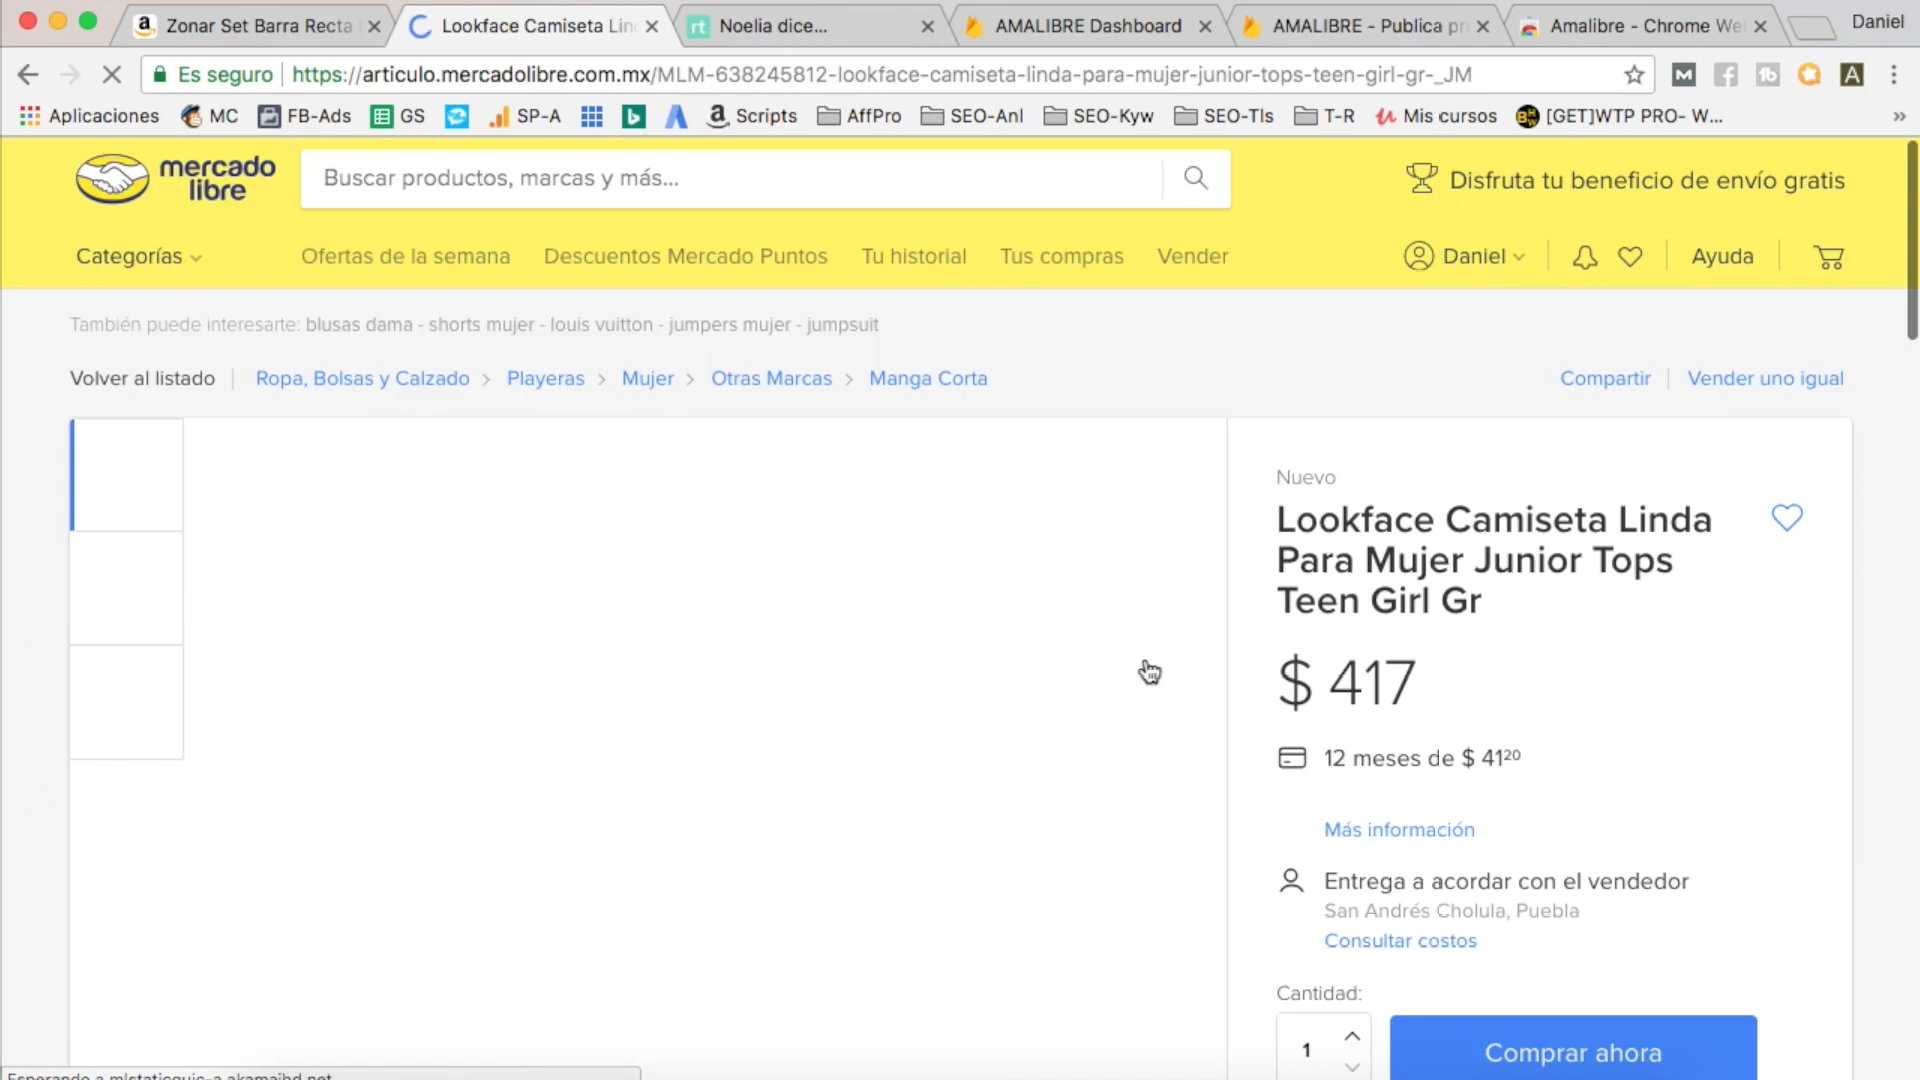 Zonar Set Barra Recta
Lookface Camiseta Lin
Noelia dice...
AMALIBRE Dashboard
AMALIBRE - Publica pr
Amalibre - Chrome We
Daniel
Es seguro
https://articulo.mercadolibre.com.mx/MLM-638245812-lookface-camiseta-linda-para-mujer-junior-tops-teen-girl-gr-_JM
Aplicaciones
MC
FB-Ads
GS
SP-A
Scripts
AffPro
SEO-Anl
SEO-Kyw
SEO-Tls
T-R
Mis cursos
[GET]WTP PRO- W...
mercado
libre
Buscar productos, marcas y más...
Disfruta tu beneficio de envío gratis
Categorías
Ofertas de la semana
Descuentos Mercado Puntos
Tu historial
Tus compras
Vender
Daniel
Ayuda
También puede interesarte: blusas dama - shorts mujer - louis vuitton - jumpers mujer - jumpsuit
Volver al listado
Ropa, Bolsas y Calzado > Playeras > Mujer > Otras Marcas > Manga Corta
Compartir
Vender uno igual
Nuevo
Lookface Camiseta Linda
Para Mujer Junior Tops
Teen Girl Gr
$ 417
12 meses de $ 41²⁰
Más información
Entrega a acordar con el vendedor
San Andrés Cholula, Puebla
Consultar costos
Cantidad:
1
Comprar ahora